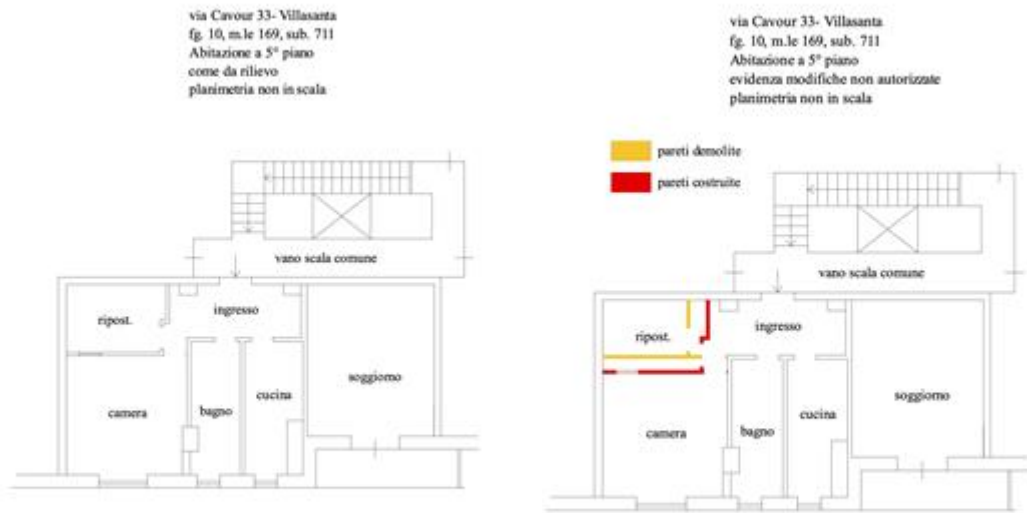 via Cavour 33- Villasanta
fg. 10, m.le 169, sub. 711
Abitazione a 5° piano
come da rilievo
planimetria non in scala
vano scala comune
ripost.
ingresso
soggiorno
camera
bagno
cucina
via Cavour 33- Villasanta
fg. 10, m.le 169, sub. 711
Abitazione a 5° piano
evidenza modifiche non autorizzate
planimetria non in scala
pareti demolite
pareti costruite
vano scala comune
ripost.
ingresso
soggiorno
camera
bagno
cucina